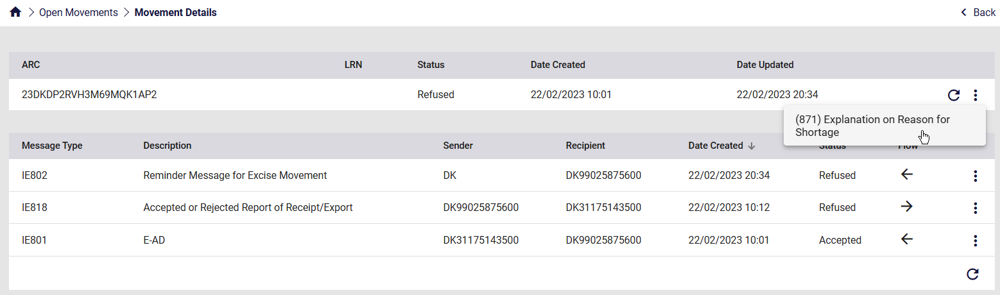 Open Movements Movement Details Back
ARC LRN Status Date Created Date Updated
23DKDP2RVH3M69MQK1AP2 Refused 22/02/2023 10:01 22/02/2023 20:34
(871) Explanation on Reason for
Shortage
Message Type Description Sender Recipient Date Created Status Flow
IE802 Reminder Message for Excise Movement DK DK99025875600 22/02/2023 20:34 Refused
IE818 Accepted or Rejected Report of Receipt/Export DK99025875600 DK31175143500 22/02/2023 10:12 Refused
IE801 E-AD DK31175143500 DK99025875600 22/02/2023 10:01 Accepted